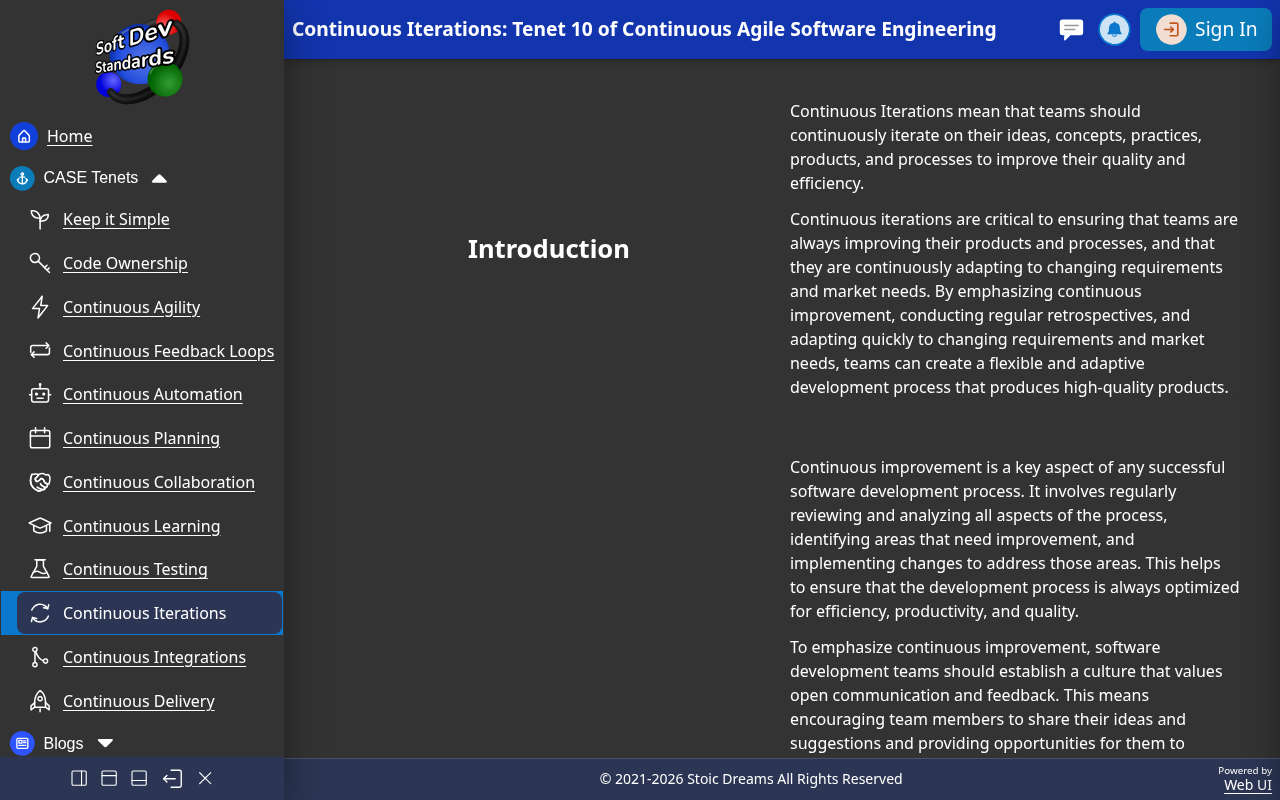 Soft Dev
Standards
Home
CASE Tenets
Keep it Simple
Code Ownership
Continuous Agility
Continuous Feedback Loops
Continuous Automation
Continuous Planning
Continuous Collaboration
Continuous Learning
Continuous Testing
Continuous Iterations
Continuous Integrations
Continuous Delivery
Blogs
Continuous Iterations: Tenet 10 of Continuous Agile Software Engineering
Sign In
Introduction
Continuous Iterations mean that teams should
continuously iterate on their ideas, concepts, practices,
products, and processes to improve their quality and
efficiency.
Continuous iterations are critical to ensuring that teams are
always improving their products and processes, and that
they are continuously adapting to changing requirements
and market needs. By emphasizing continuous
improvement, conducting regular retrospectives, and
adapting quickly to changing requirements and market
needs, teams can create a flexible and adaptive
development process that produces high-quality products.
Continuous improvement is a key aspect of any successful
software development process. It involves regularly
reviewing and analyzing all aspects of the process,
identifying areas that need improvement, and
implementing changes to address those areas. This helps
to ensure that the development process is always optimized
for efficiency, productivity, and quality.
To emphasize continuous improvement, software
development teams should establish a culture that values
open communication and feedback. This means
encouraging team members to share their ideas and
suggestions and providing opportunities for them to
© 2021-2026 Stoic Dreams All Rights Reserved
Powered by
Web UI